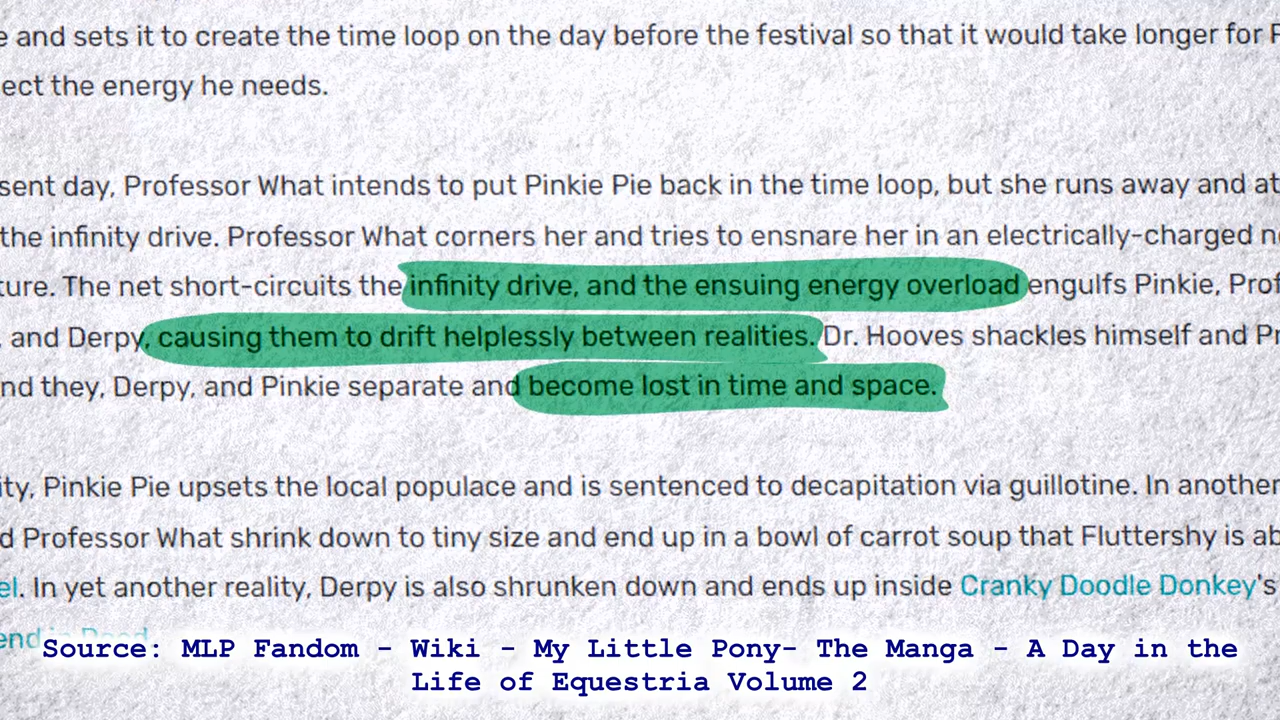 e and sets it to create the time loop on the day before the festival so that it would take longer for P
ect the energy he needs.
sent day, Professor What intends to put Pinkie Pie back in the time loop, but she runs away and at
the infinity drive. Professor What corners her and tries to ensnare her in an electrically-charged ne
ture. The net short-circuits the infinity drive, and the ensuing energy overload engulfs Pinkie, Prof
, and Derpy, causing them to drift helplessly between realities. Dr. Hooves shackles himself and Pr
nd they, Derpy, and Pinkie separate and become lost in time and space.
ity, Pinkie Pie upsets the local populace and is sentenced to decapitation via guillotine. In another
d Professor What shrink down to tiny size and end up in a bowl of carrot soup that Fluttershy is ab
el. In yet another reality, Derpy is also shrunken down and ends up inside Cranky Doodle Donkey's
end in Deed.
Source: MLP Fandom - Wiki - My Little Pony- The Manga - A Day in the
Life of Equestria Volume 2